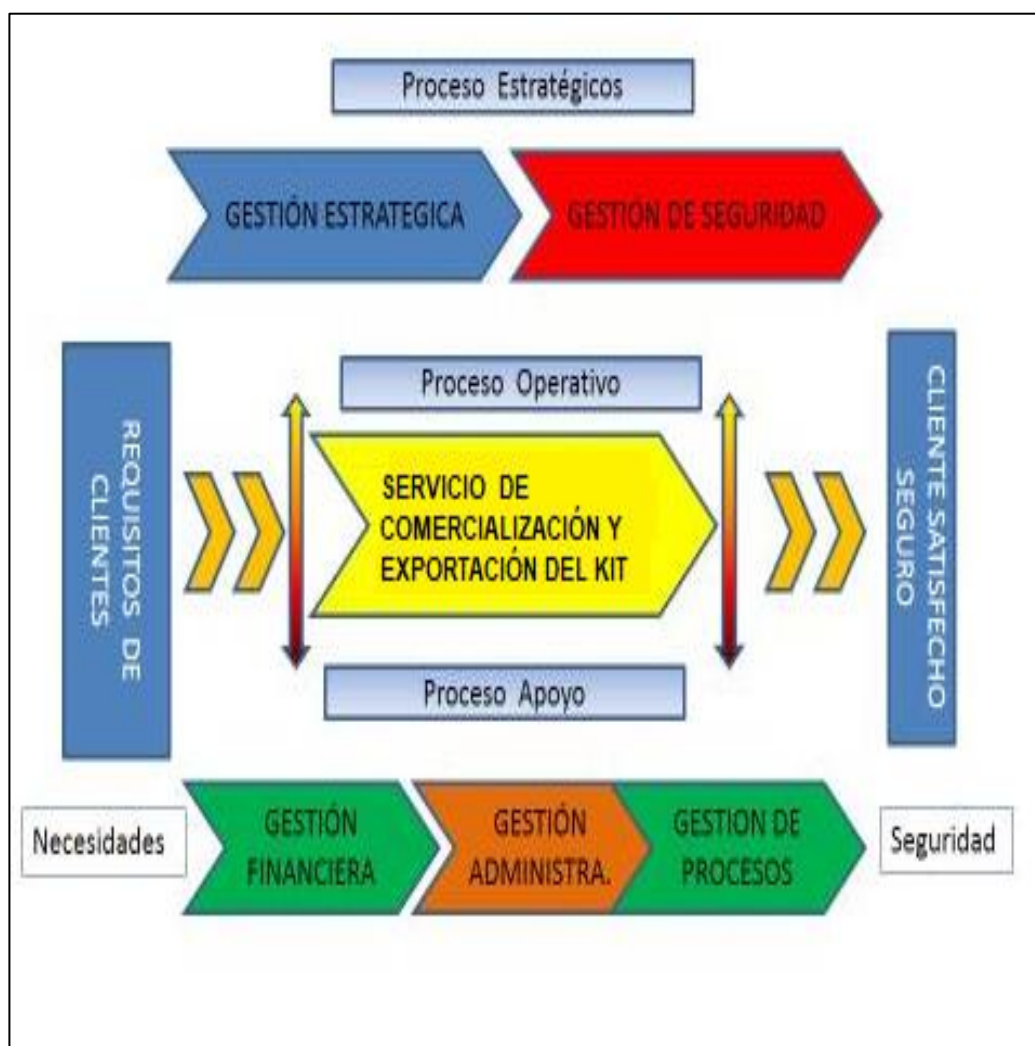 Proceso Estratégicos
GESTIÓN ESTRATEGICA
GESTIÓN DE SEGURIDAD
REQUISITOS DE
CLIENTES
Proceso Operativo
SERVICIO DE
COMERCIALIZACIÓN Y
EXPORTACIÓN DEL KIT
CLIENTE SATISFECHO
SEGURO
Proceso Apoyo
Necesidades
GESTIÓN
FINANCIERA
GESTIÓN
ADMINISTRA.
GESTION DE
PROCESOS
Seguridad